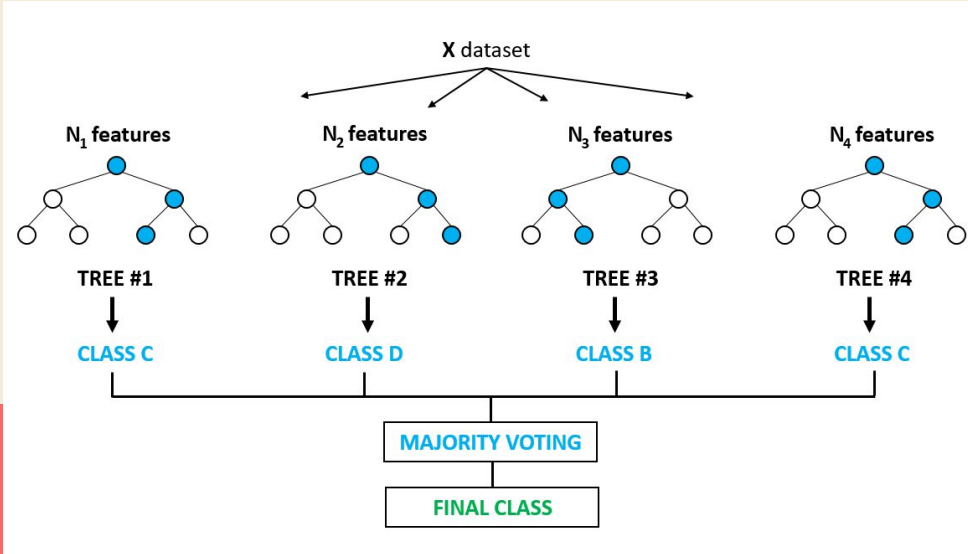 X dataset
N₁ features
N₂ features
N₃ features
N₄ features
TREE #1
TREE #2
TREE #3
TREE #4
CLASS C
CLASS D
CLASS B
CLASS C
MAJORITY VOTING
FINAL CLASS